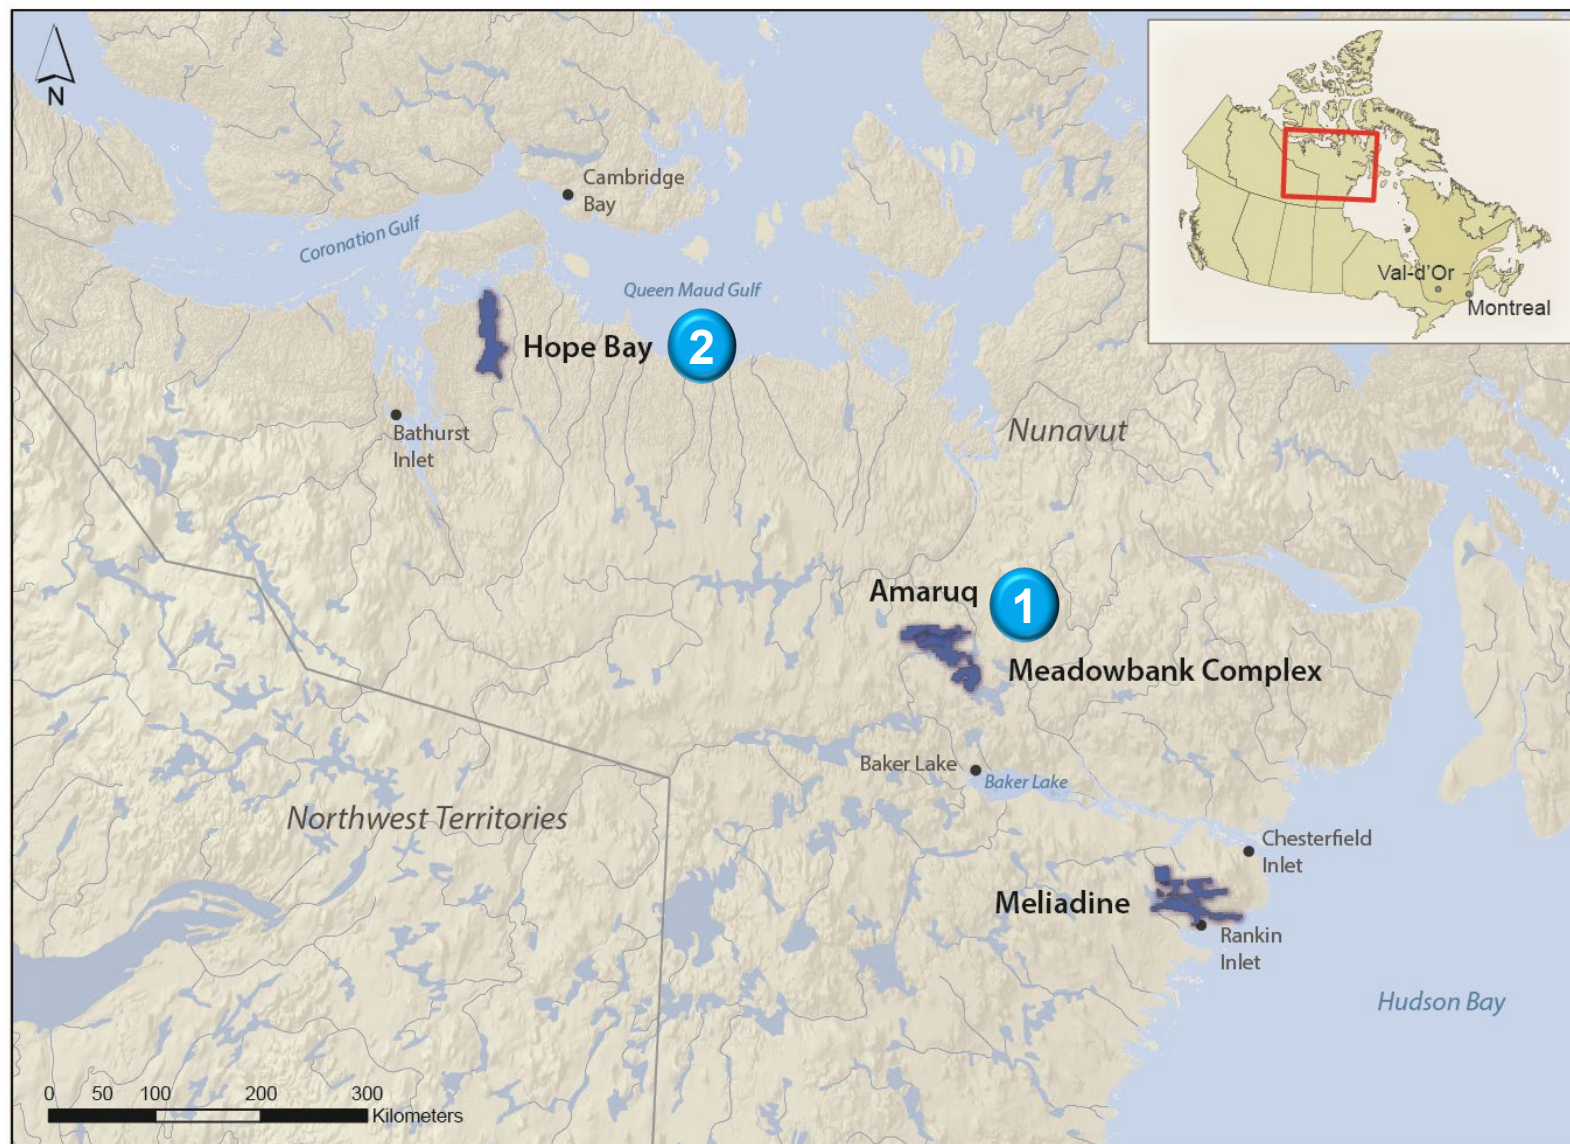 N
Cambridge
Bay
Coronation Gulf
Queen Maud Gulf
Hope Bay
2
Bathurst
Inlet
Nunavut
Val-d'Or
Montreal
Amaruq
1
Meadowbank Complex
Baker Lake
Baker Lake
Northwest Territories
Chesterfield
Inlet
Meliadine
Rankin
Inlet
Hudson Bay
0 50 100 200 300
Kilometers